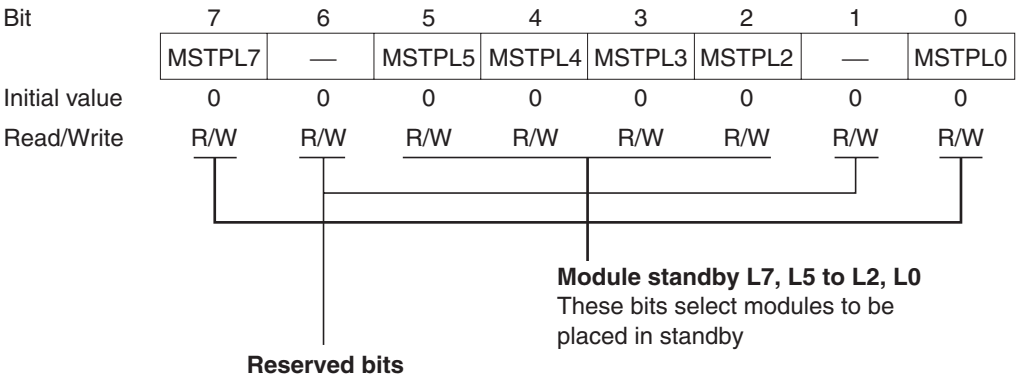 Bit 7 6 5 4 3 2 1 0
MSTPL7 — MSTPL5 MSTPL4 MSTPL3 MSTPL2 — MSTPL0
Initial value 0 0 0 0 0 0 0 0
Read/Write R/W R/W R/W R/W R/W R/W R/W R/W
Module standby L7, L5 to L2, L0
These bits select modules to be
placed in standby
Reserved bits